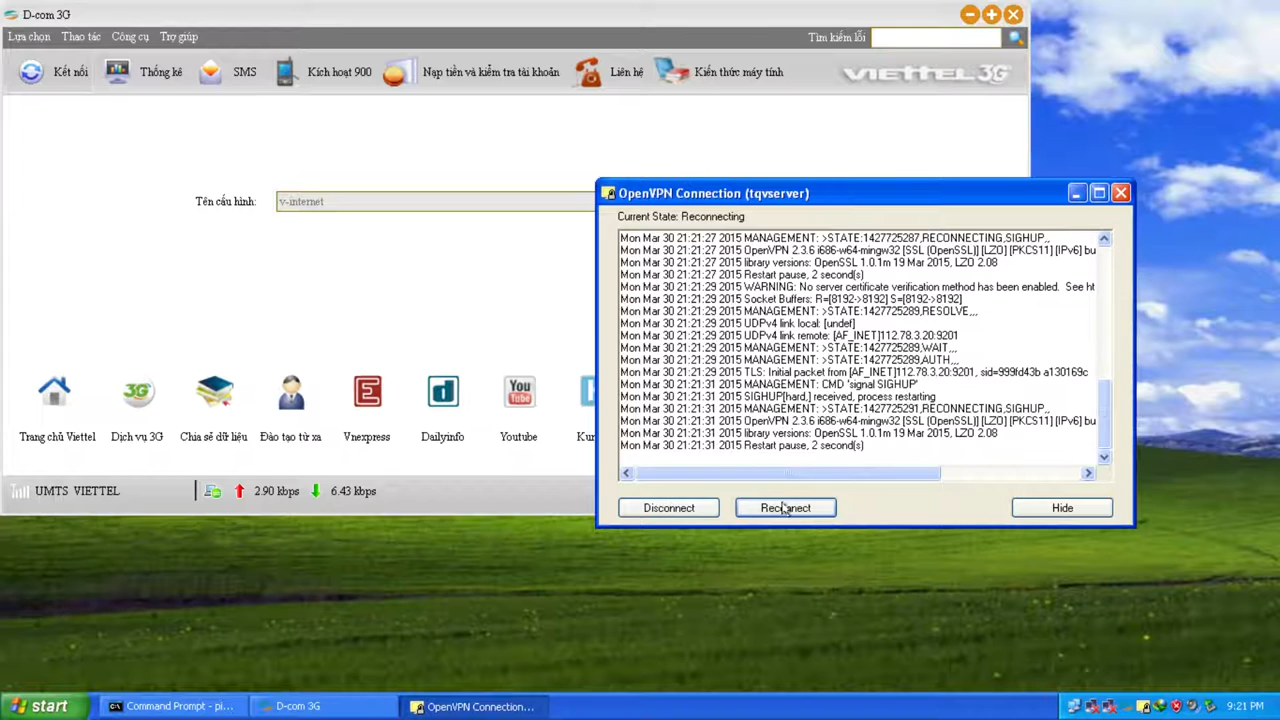 D-com 3G
Lựa chọn Thao tác Công cụ Trợ giúp
Tìm kiếm lỗi
Kết nối Thống kê SMS Kích hoạt 900 Nạp tiền và kiểm tra tài khoản Liên hệ Kiến thức máy tính VIETTEL 3G
Tên cấu hình: v-internet
OpenVPN Connection (tqvserver)
Current State: Reconnecting
Mon Mar 30 21:21:27 2015 MANAGEMENT: >STATE:1427725287,RECONNECTING,SIGHUP,,
Mon Mar 30 21:21:27 2015 OpenVPN 2.3.6 i686-w64-mingw32 [SSL (OpenSSL)] [LZO] [PKCS11] [IPv6] bu
Mon Mar 30 21:21:27 2015 library versions: OpenSSL 1.0.1m 19 Mar 2015, LZO 2.08
Mon Mar 30 21:21:27 2015 Restart pause, 2 second(s)
Mon Mar 30 21:21:29 2015 WARNING: No server certificate verification method has been enabled.  See ht
Mon Mar 30 21:21:29 2015 Socket Buffers: R=[8192->8192] S=[8192->8192]
Mon Mar 30 21:21:29 2015 MANAGEMENT: >STATE:1427725289,RESOLVE,,,
Mon Mar 30 21:21:29 2015 UDPv4 link local: [undef]
Mon Mar 30 21:21:29 2015 UDPv4 link remote: [AF_INET]112.78.3.20:9201
Mon Mar 30 21:21:29 2015 MANAGEMENT: >STATE:1427725289,WAIT,,,
Mon Mar 30 21:21:29 2015 MANAGEMENT: >STATE:1427725289,AUTH,,,
Mon Mar 30 21:21:29 2015 TLS: Initial packet from [AF_INET]112.78.3.20:9201, sid=999fd43b a130169c
Mon Mar 30 21:21:31 2015 MANAGEMENT: CMD 'signal SIGHUP'
Mon Mar 30 21:21:31 2015 SIGHUP[hard,] received, process restarting
Mon Mar 30 21:21:31 2015 MANAGEMENT: >STATE:1427725291,RECONNECTING,SIGHUP,,
Mon Mar 30 21:21:31 2015 OpenVPN 2.3.6 i686-w64-mingw32 [SSL (OpenSSL)] [LZO] [PKCS11] [IPv6] bu
Mon Mar 30 21:21:31 2015 library versions: OpenSSL 1.0.1m 19 Mar 2015, LZO 2.08
Mon Mar 30 21:21:31 2015 Restart pause, 2 second(s)
Disconnect Reconnect Hide
3G E d You Tube
Trang chủ Viettel Dịch vụ 3G Chia sẻ dữ liệu Đào tạo từ xa Vnexpress Dailyinfo Youtube
UMTS VIETTEL 2.90 kbps 6.43 kbps
start Command Prompt - pi... D-com 3G OpenVPN Connection... 9:21 PM